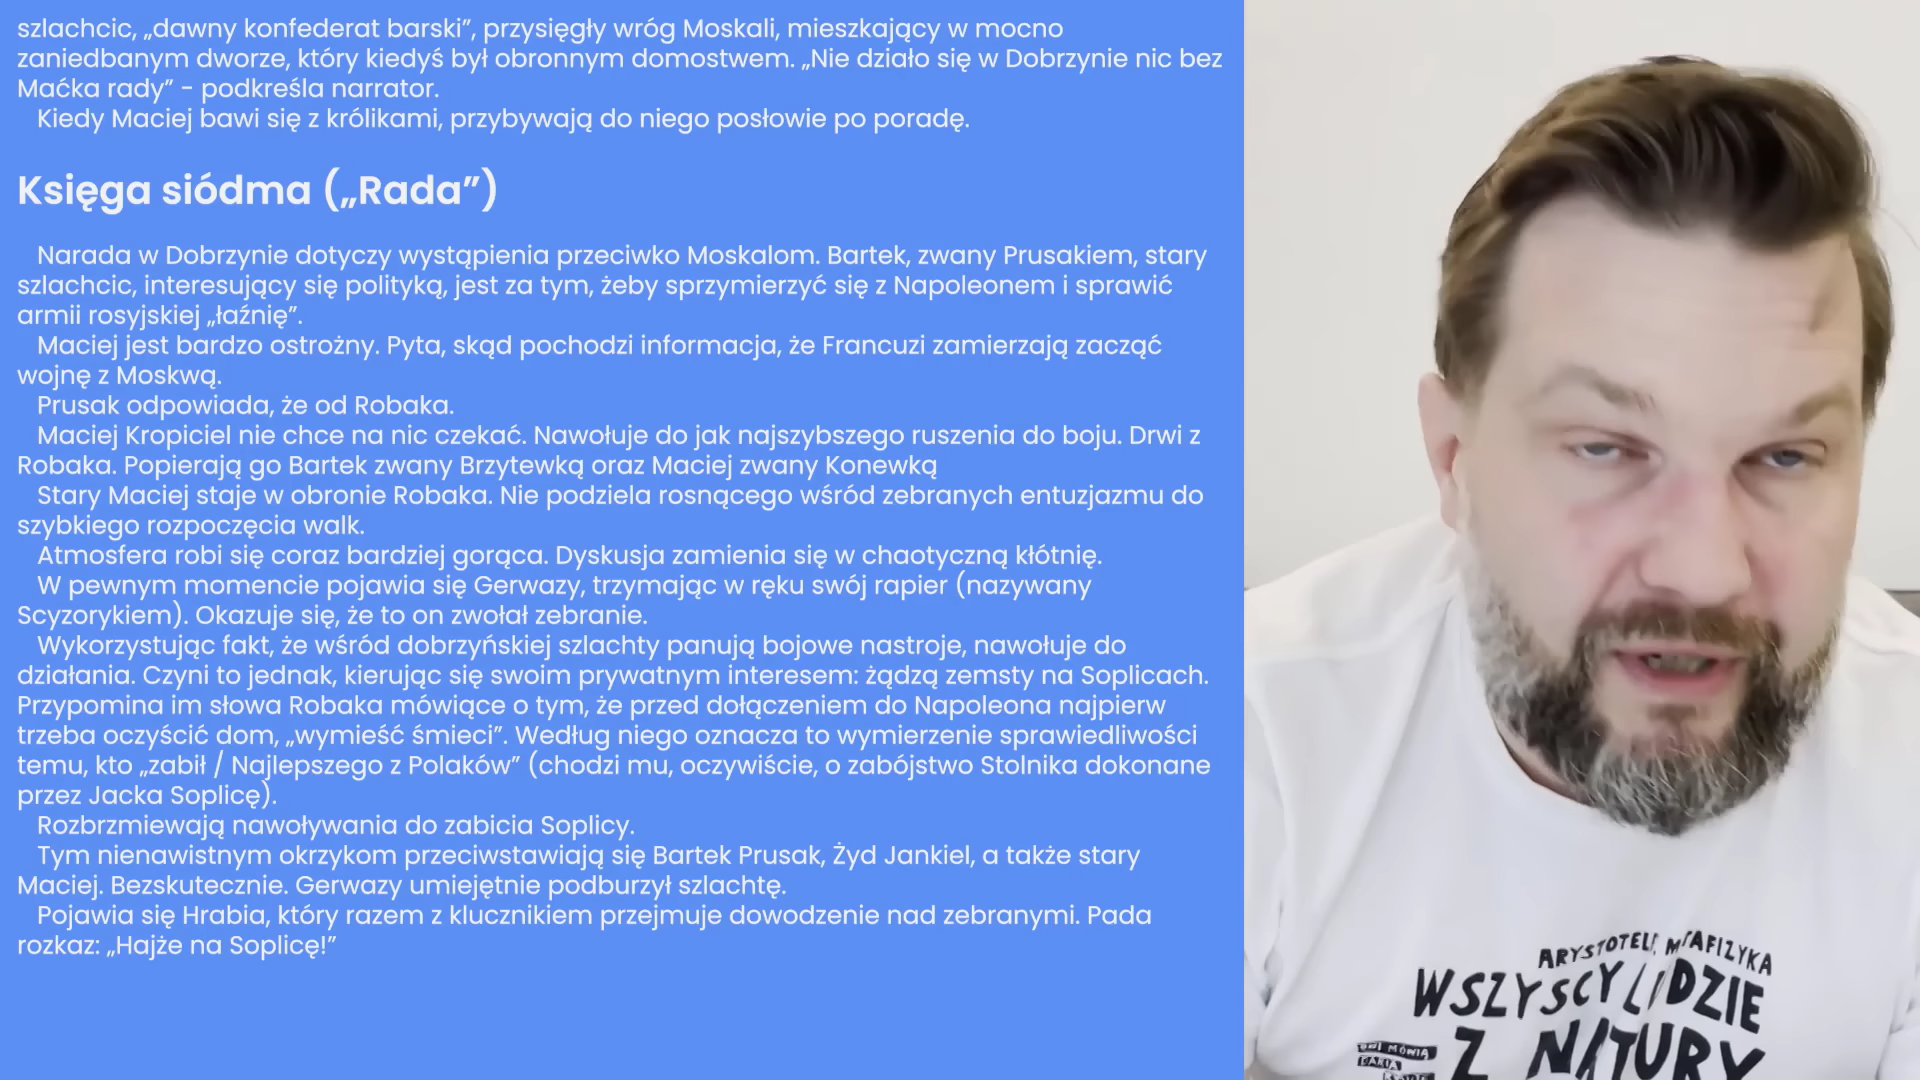 szlachcic, „dawny konfederat barski”, przysięgły wróg Moskali, mieszkający w mocno
zaniedbanym dworze, który kiedyś był obronnym domostwem. „Nie działo się w Dobrzynie nic bez
Maćka rady” - podkreśla narrator.
Kiedy Maciej bawi się z królikami, przybywają do niego posłowie po poradę.
Księga siódma („Rada”)
Narada w Dobrzynie dotyczy wystąpienia przeciwko Moskalom. Bartek, zwany Prusakiem, stary
szlachcic, interesujący się polityką, jest za tym, żeby sprzymierzyć się z Napoleonem i sprawić
armii rosyjskiej „łaźnię”.
Maciej jest bardzo ostrożny. Pyta, skąd pochodzi informacja, że Francuzi zamierzają zacząć
wojnę z Moskwą.
Prusak odpowiada, że od Robaka.
Maciej Kropiciel nie chce na nic czekać. Nawołuje do jak najszybszego ruszenia do boju. Drwi z
Robaka. Popierają go Bartek zwany Brzytewką oraz Maciej zwany Konewką
Stary Maciej staje w obronie Robaka. Nie podziela rosnącego wśród zebranych entuzjazmu do
szybkiego rozpoczęcia walk.
Atmosfera robi się coraz bardziej gorąca. Dyskusja zamienia się w chaotyczną kłótnię.
W pewnym momencie pojawia się Gerwazy, trzymając w ręku swój rapier (nazywany
Scyzorykiem). Okazuje się, że to on zwołał zebranie.
Wykorzystując fakt, że wśród dobrzyńskiej szlachty panują bojowe nastroje, nawołuje do
działania. Czyni to jednak, kierując się swoim prywatnym interesem: żądzą zemsty na Soplicach.
Przypomina im słowa Robaka mówiące o tym, że przed dołączeniem do Napoleona najpierw
trzeba oczyścić dom, „wymieść śmieci”. Według niego oznacza to wymierzenie sprawiedliwości
temu, kto „zabił / Najlepszego z Polaków” (chodzi mu, oczywiście, o zabójstwo Stolnika dokonane
przez Jacka Soplicę).
Rozbrzmiewają nawoływania do zabicia Soplicy.
Tym nienawistnym okrzykom przeciwstawiają się Bartek Prusak, Żyd Jankiel, a także stary
Maciej. Bezskutecznie. Gerwazy umiejętnie podburzył szlachtę.
Pojawia się Hrabia, który razem z klucznikiem przejmuje dowodzenie nad zebranymi. Pada
rozkaz: „Hajże na Soplicę!”
WSZYSCY
Z NATURY